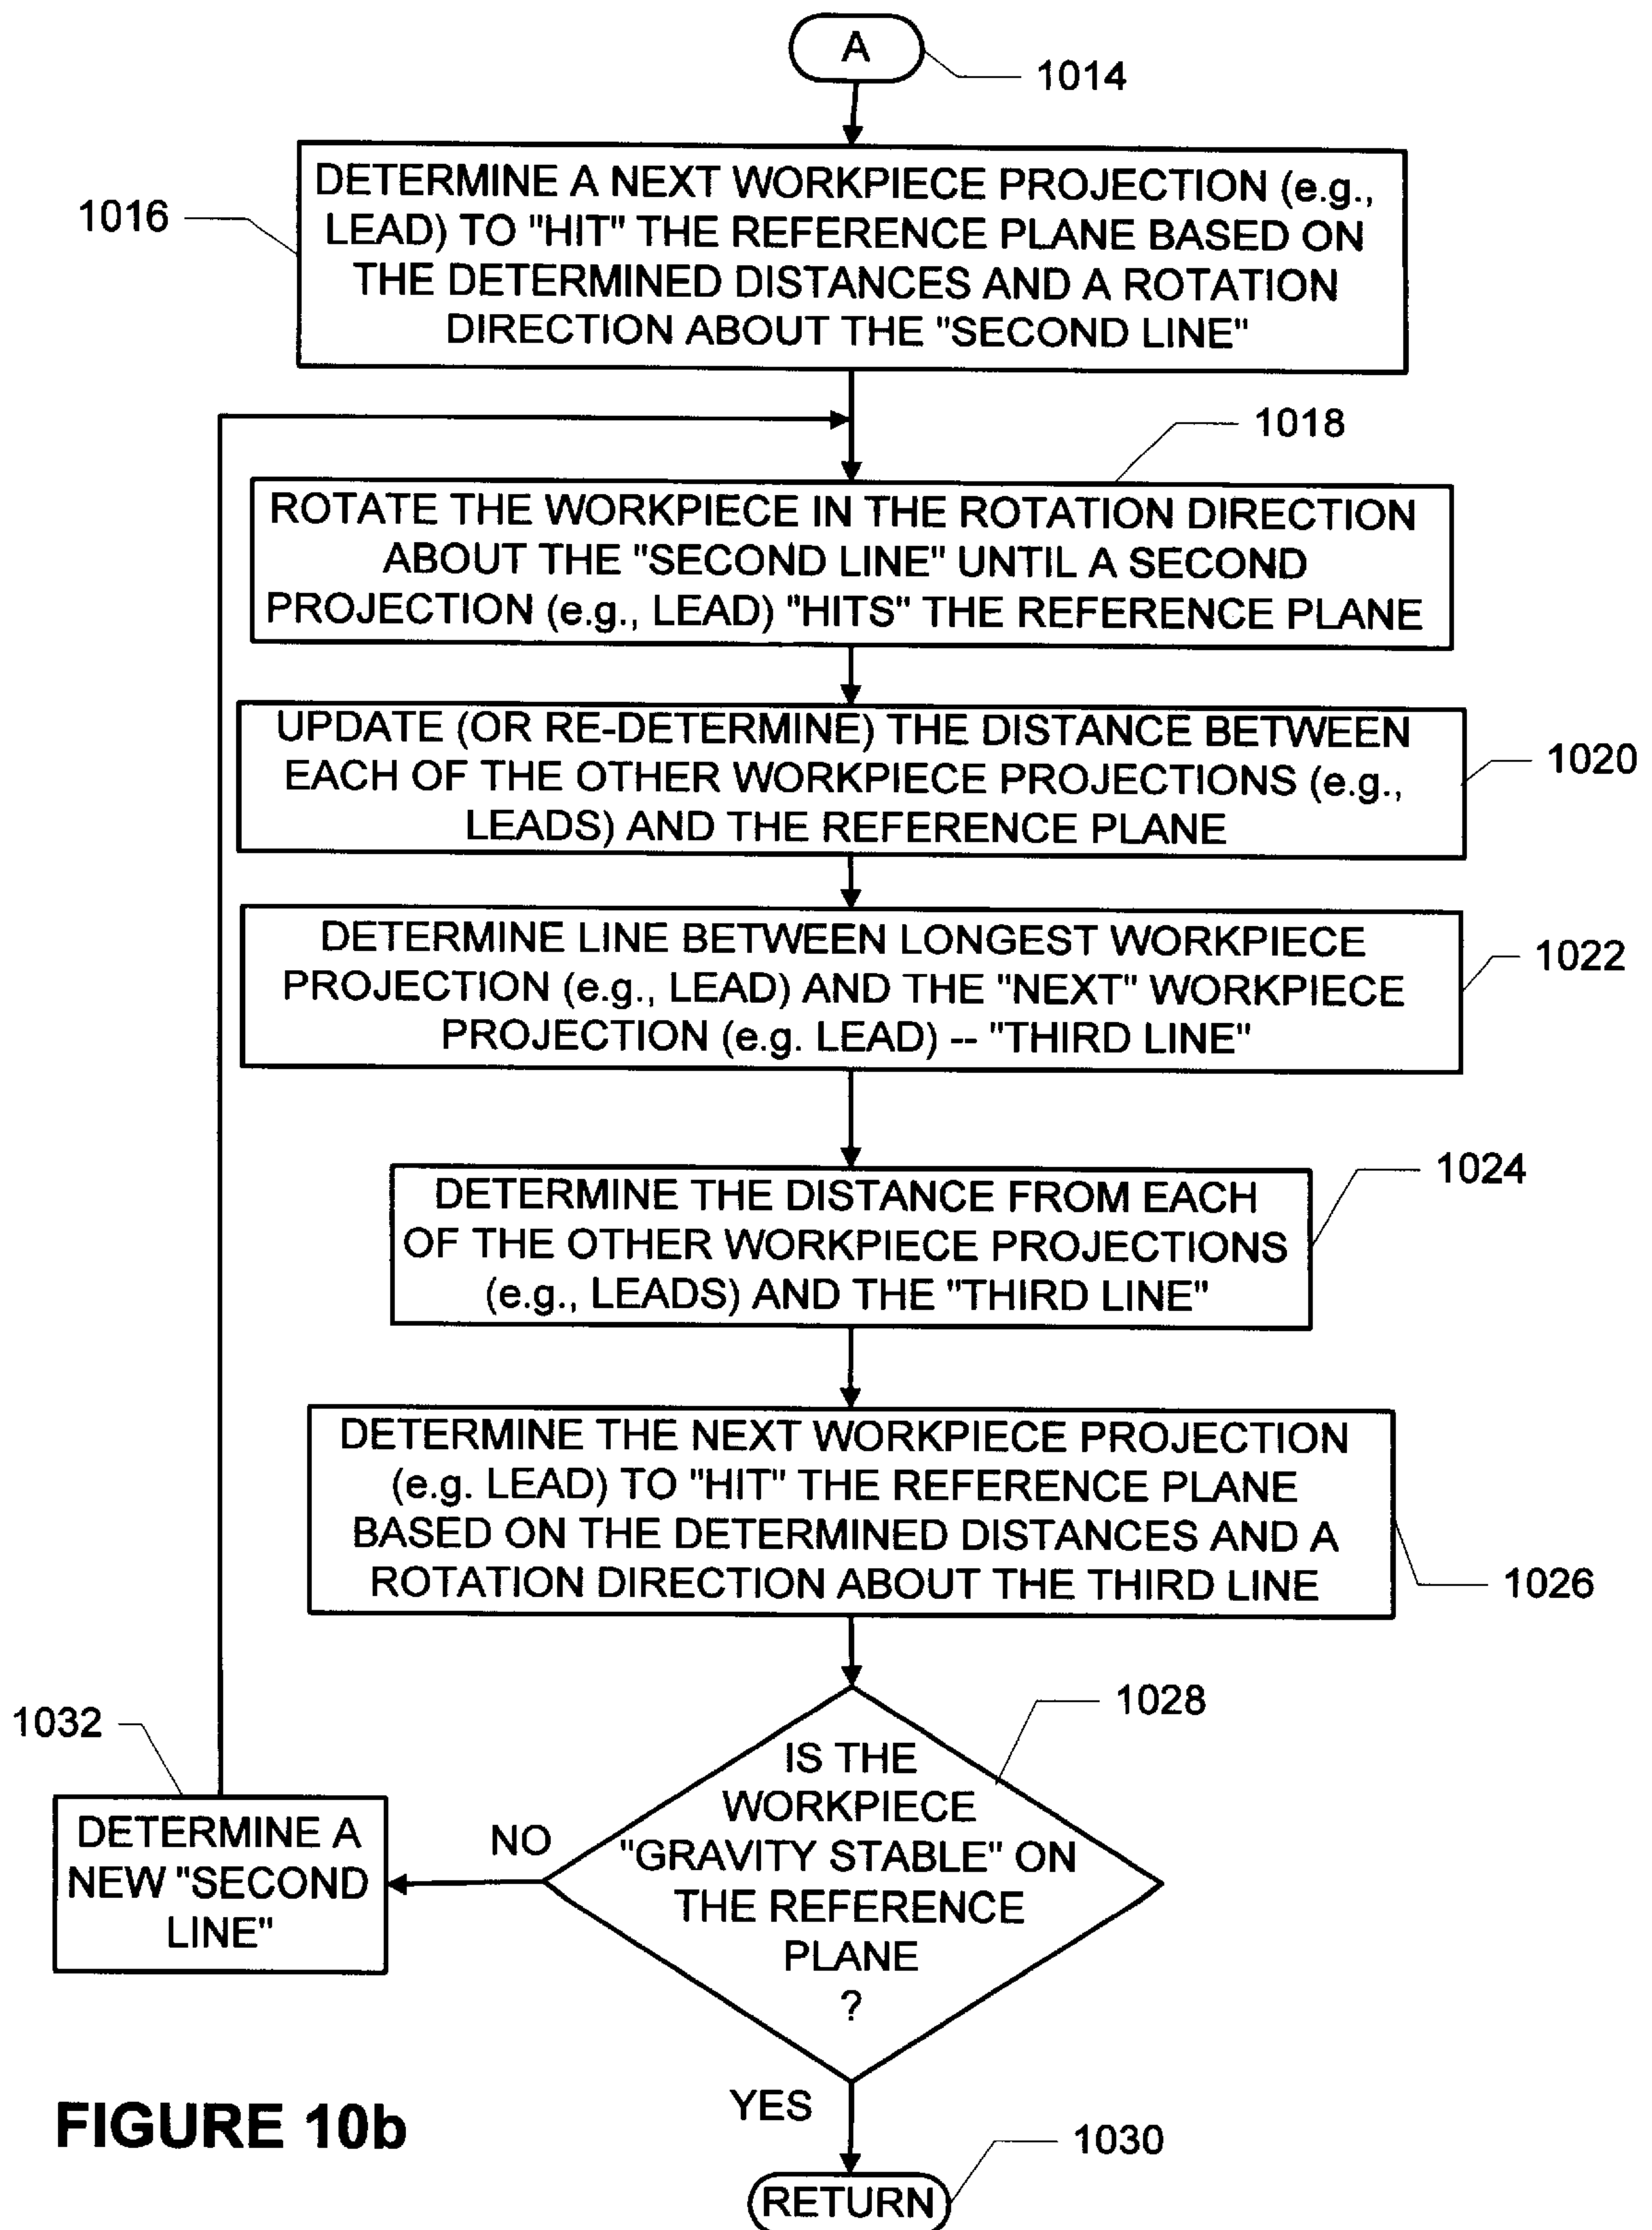 A
1014
DETERMINE A NEXT WORKPIECE PROJECTION (e.g.,
LEAD) TO "HIT" THE REFERENCE PLANE BASED ON
THE DETERMINED DISTANCES AND A ROTATION
DIRECTION ABOUT THE "SECOND LINE"
1016
1018
ROTATE THE WORKPIECE IN THE ROTATION DIRECTION
ABOUT THE "SECOND LINE" UNTIL A SECOND
PROJECTION (e.g., LEAD) "HITS" THE REFERENCE PLANE
UPDATE (OR RE-DETERMINE) THE DISTANCE BETWEEN
EACH OF THE OTHER WORKPIECE PROJECTIONS (e.g.,
LEADS) AND THE REFERENCE PLANE
1020
DETERMINE LINE BETWEEN LONGEST WORKPIECE
PROJECTION (e.g., LEAD) AND THE "NEXT" WORKPIECE
PROJECTION (e.g. LEAD) -- "THIRD LINE"
1022
DETERMINE THE DISTANCE FROM EACH
OF THE OTHER WORKPIECE PROJECTIONS
(e.g., LEADS) AND THE "THIRD LINE"
1024
DETERMINE THE NEXT WORKPIECE PROJECTION
(e.g. LEAD) TO "HIT" THE REFERENCE PLANE
BASED ON THE DETERMINED DISTANCES AND A
ROTATION DIRECTION ABOUT THE THIRD LINE
1026
1028
IS THE
WORKPIECE
"GRAVITY STABLE" ON
THE REFERENCE
PLANE
?
NO
1032
DETERMINE A
NEW "SECOND
LINE"
YES
1030
RETURN
FIGURE 10b